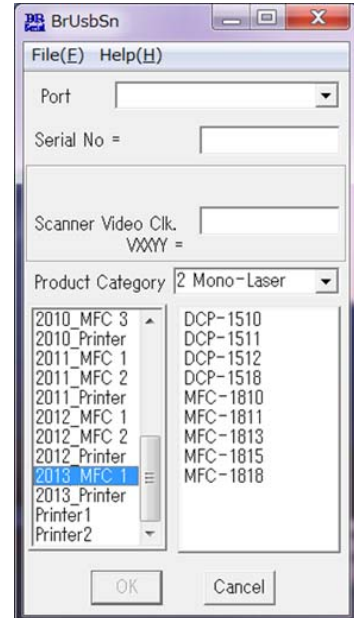 BrUsbSn
File(F) Help(H)
Port
Serial No =
Scanner Video Clk.
VXXYY =
Product Category 2 Mono-Laser
2010_MFC 3
2010_Printer
2011_MFC 1
2011_MFC 2
2011_Printer
2012_MFC 1
2012_MFC 2
2012_Printer
2013_MFC 1
2013_Printer
Printer1
Printer2
DCP-1510
DCP-1511
DCP-1512
DCP-1518
MFC-1810
MFC-1811
MFC-1813
MFC-1815
MFC-1818
OK Cancel